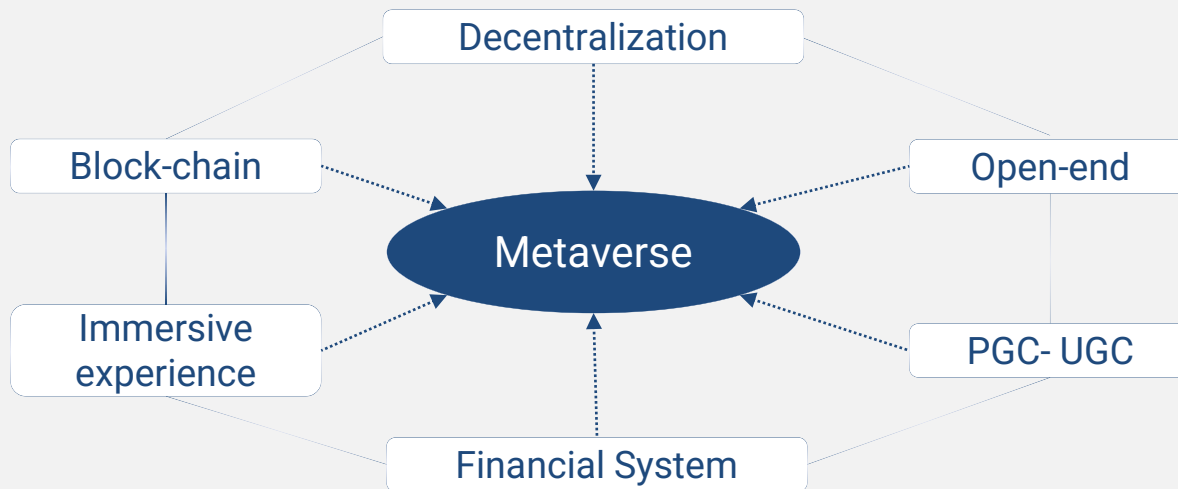 Decentralization
Block-chain
Open-end
Metaverse
Immersive
experience
PGC- UGC
Financial System